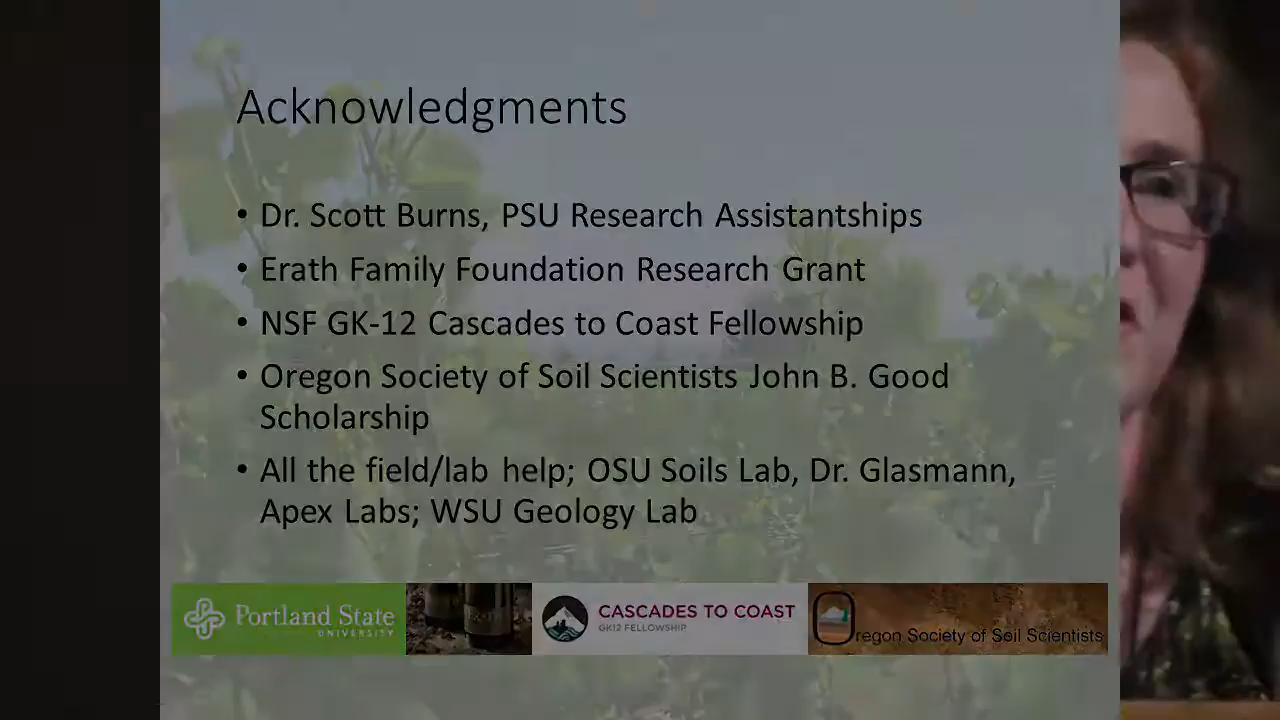 Acknowledgments
• Dr. Scott Burns, PSU Research Assistantships
• Erath Family Foundation Research Grant
• NSF GK-12 Cascades to Coast Fellowship
• Oregon Society of Soil Scientists John B. Good
Scholarship
• All the field/lab help; OSU Soils Lab, Dr. Glasmann,
Apex Labs; WSU Geology Lab
Portland State
UNIVERSITY
CASCADES TO COAST
GK12 FELLOWSHIP
Oregon Society of Soil Scientists